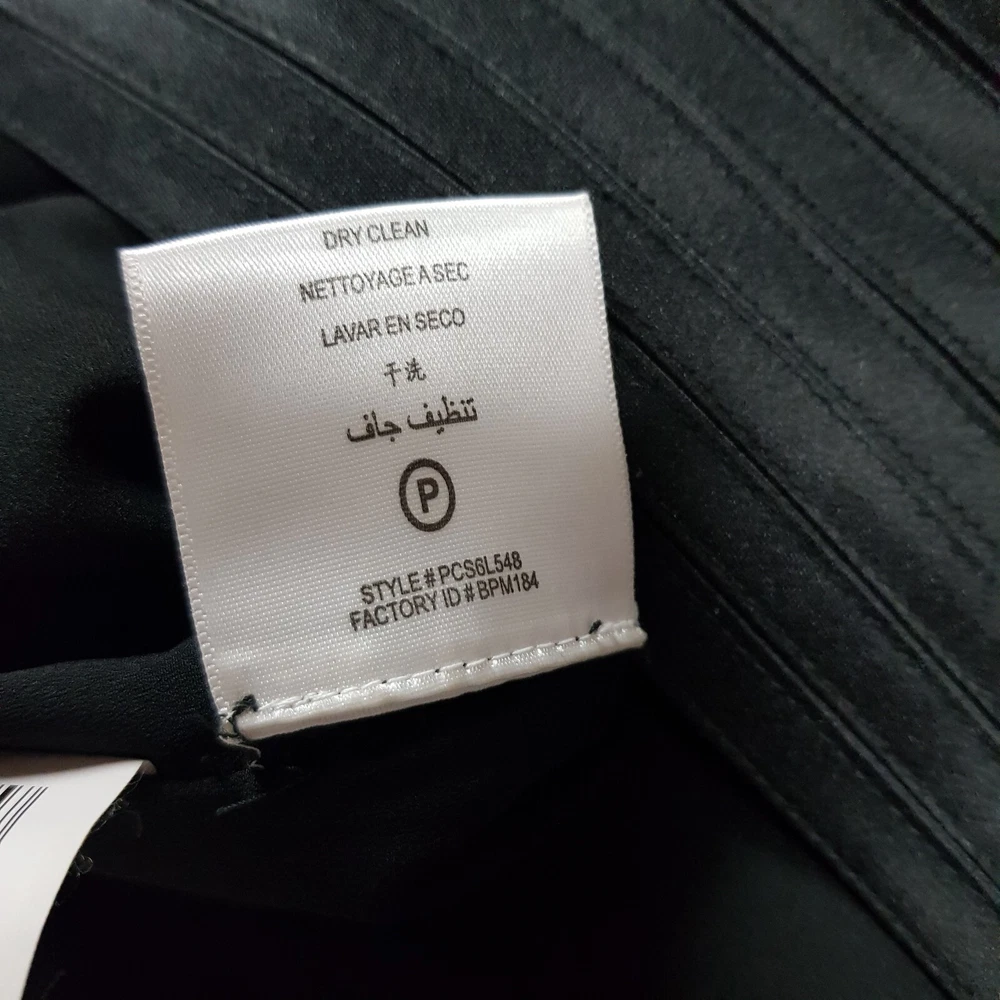 DRY CLEAN
NETTOYAGE A SEC
LAVAR EN SECO
干洗
تنظيف جاف
P
STYLE # PCS6L548
FACTORY ID # BPM184